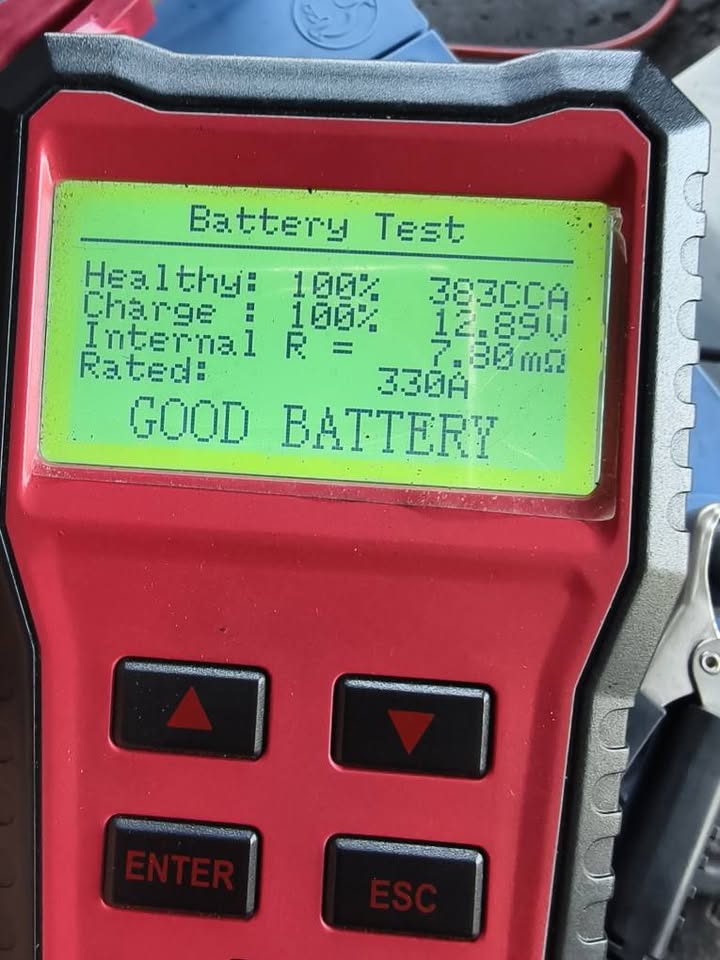 Battery Test
Healthy: 100% 383CCA
Charge : 100% 12.89V
Internal R = 7.80mΩ
Rated: 330A
GOOD BATTERY
ENTER
ESC